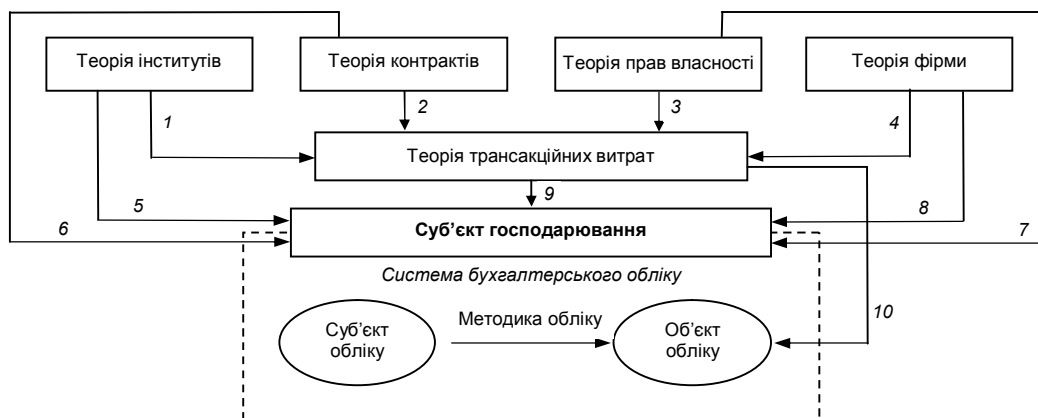 Теорія інститутів
Теорія контрактів
Теорія прав власності
Теорія фірми
1
2
3
4
Теорія трансакційних витрат
9
5
8
6
Суб’єкт господарювання
7
Система бухгалтерського обліку
10
Суб’єкт
обліку
Методика обліку
Об’єкт
обліку